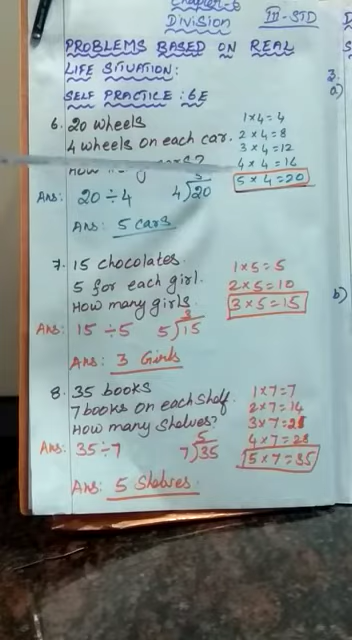 Chapter-6
Division III-STD
PROBLEMS BASED ON REAL
LIFE SITUATION:
SELF PRACTICE: 6E
6. 20 wheels
4 wheels on each car.
1×4=4
2×4=8
3×4=12
4×4=16
5×4=20
Ans: 20÷4 4)20
Ans: 5 cars
7. 15 chocolates.
5 for each girl.
How many girls.
1×5=5
2×5=10
3×5=15
3
Ans: 15÷5 5)15
Ans: 3 Girls
8. 35 books
7 books on each shelf.
How many shelves?
1×7=7
2×7=14
3×7=21
4×7=28
5×7=35
5
Ans: 35÷7 7)35
Ans: 5 Shelves.
3.
a)
b)